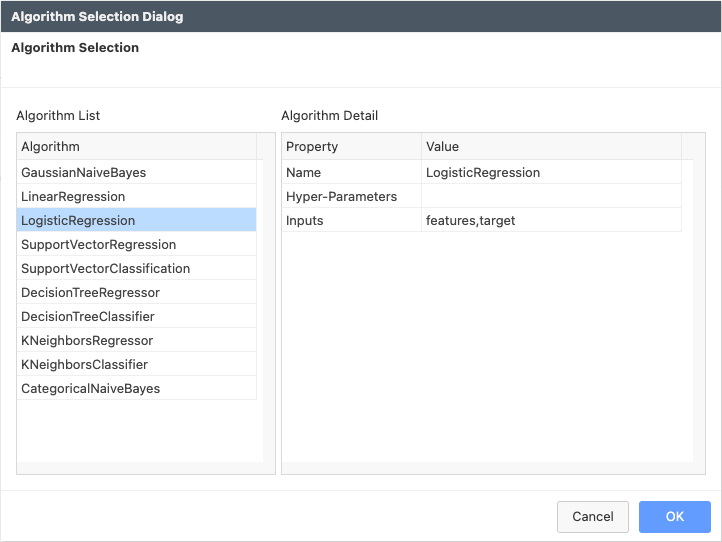 Algorithm Selection Dialog
Algorithm Selection
Algorithm List
Algorithm
GaussianNaiveBayes
LinearRegression
LogisticRegression
SupportVectorRegression
SupportVectorClassification
DecisionTreeRegressor
DecisionTreeClassifier
KNeighborsRegressor
KNeighborsClassifier
CategoricalNaiveBayes
Algorithm Detail
Property Value
Name LogisticRegression
Hyper-Parameters
Inputs features,target
Cancel OK